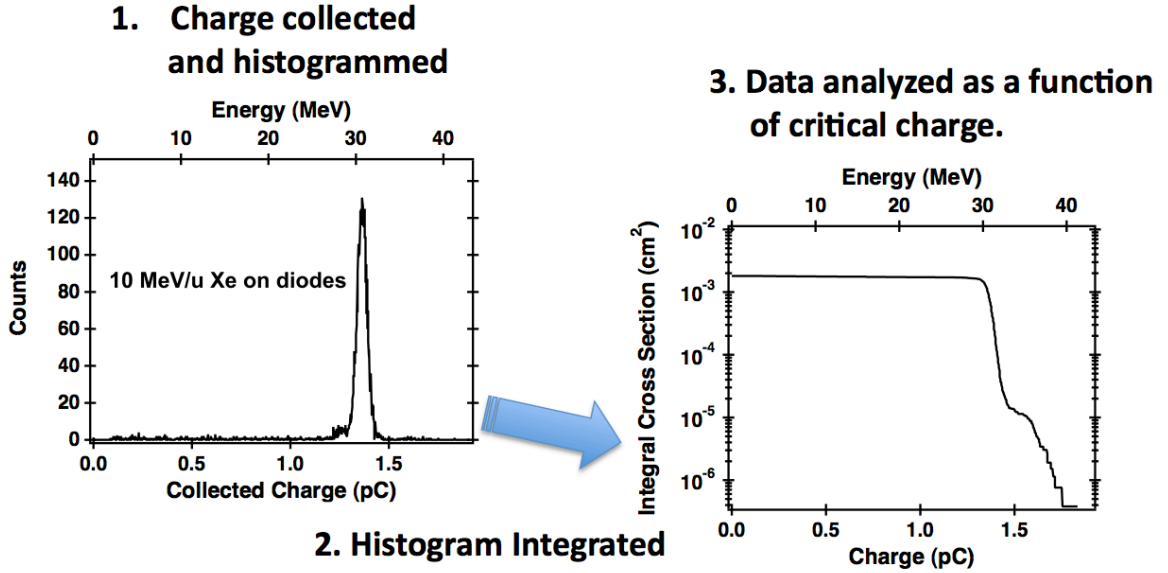 1. Charge collected
and histogrammed
Energy (MeV)
0 10 20 30 40
140
120
100
80
60
40
20
0
Counts
10 MeV/u Xe on diodes
0.0 0.5 1.0 1.5
Collected Charge (pC)
2. Histogram Integrated
3. Data analyzed as a function
of critical charge.
Energy (MeV)
0 10 20 30 40
10⁻²
10⁻³
10⁻⁴
10⁻⁵
10⁻⁶
Integral Cross Section (cm²)
0.0 0.5 1.0 1.5
Charge (pC)